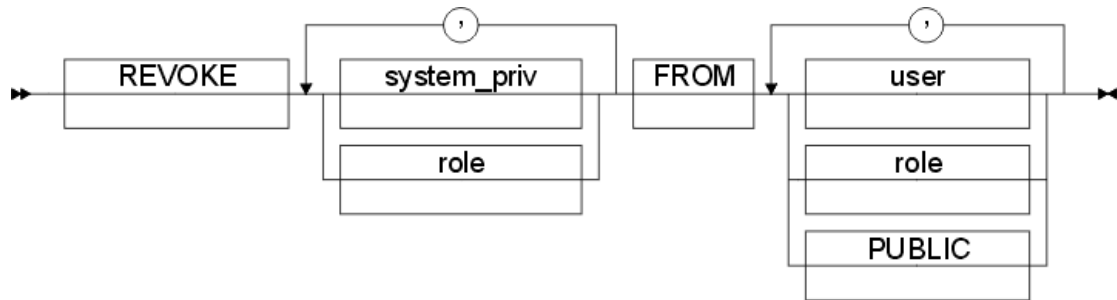 , ,
REVOKE system_priv FROM user
role role
PUBLIC